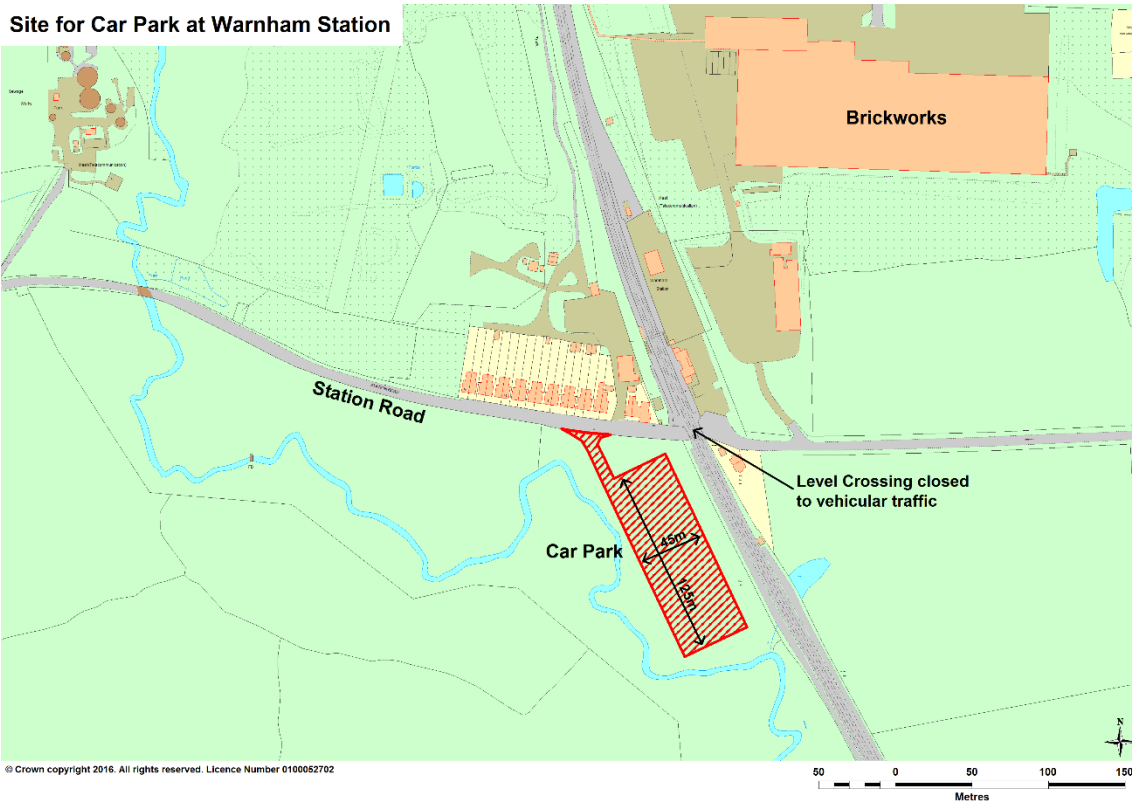 Site for Car Park at Warnham Station
Brickworks
Station Road
Level Crossing closed
to vehicular traffic
Car Park
45m
125m
N
© Crown copyright 2016. All rights reserved. Licence Number 0100052702
50 0 50 100 150
Metres